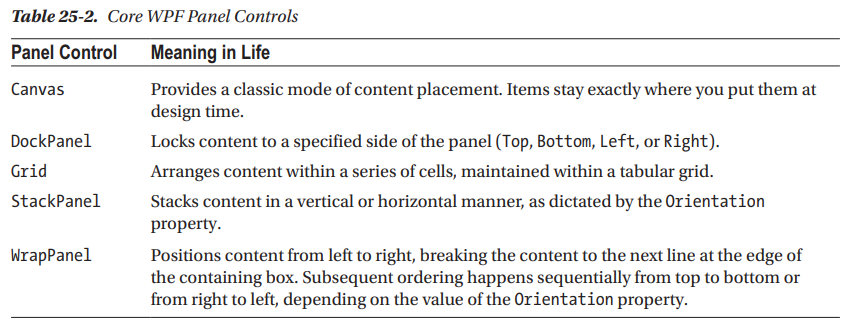 Table 25-2. Core WPF Panel Controls
Panel Control Meaning in Life
Canvas Provides a classic mode of content placement. Items stay exactly where you put them at
design time.
DockPanel Locks content to a specified side of the panel (Top, Bottom, Left, or Right).
Grid Arranges content within a series of cells, maintained within a tabular grid.
StackPanel Stacks content in a vertical or horizontal manner, as dictated by the Orientation
property.
WrapPanel Positions content from left to right, breaking the content to the next line at the edge of
the containing box. Subsequent ordering happens sequentially from top to bottom or
from right to left, depending on the value of the Orientation property.